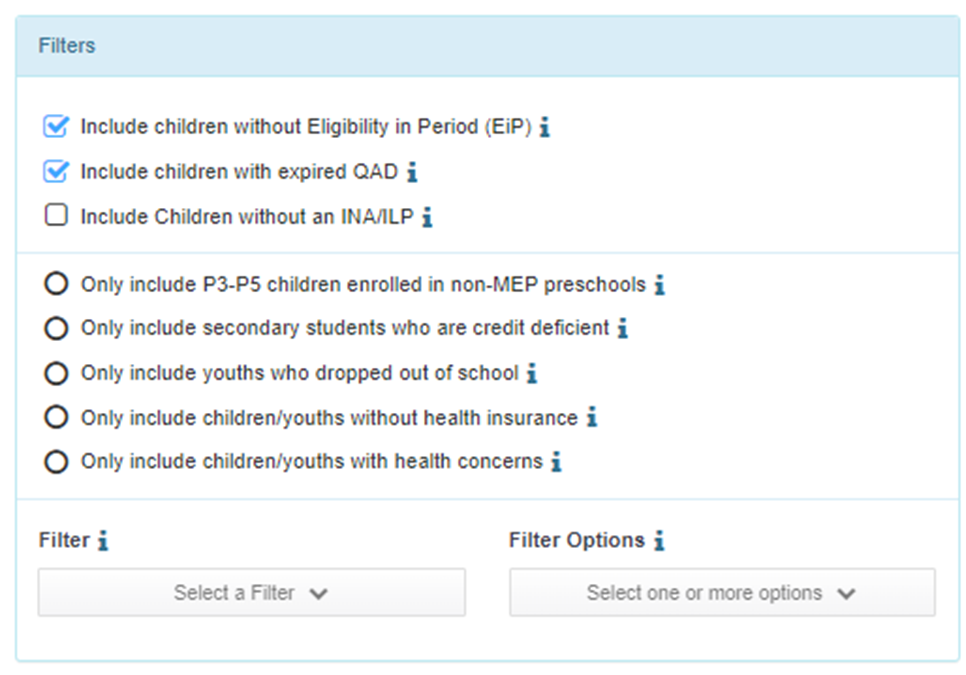 Filters
Include children without Eligibility in Period (EiP) i
Include children with expired QAD i
Include Children without an INA/ILP i
Only include P3-P5 children enrolled in non-MEP preschools i
Only include secondary students who are credit deficient i
Only include youths who dropped out of school i
Only include children/youths without health insurance i
Only include children/youths with health concerns i
Filter i
Filter Options i
Select a Filter
Select one or more options